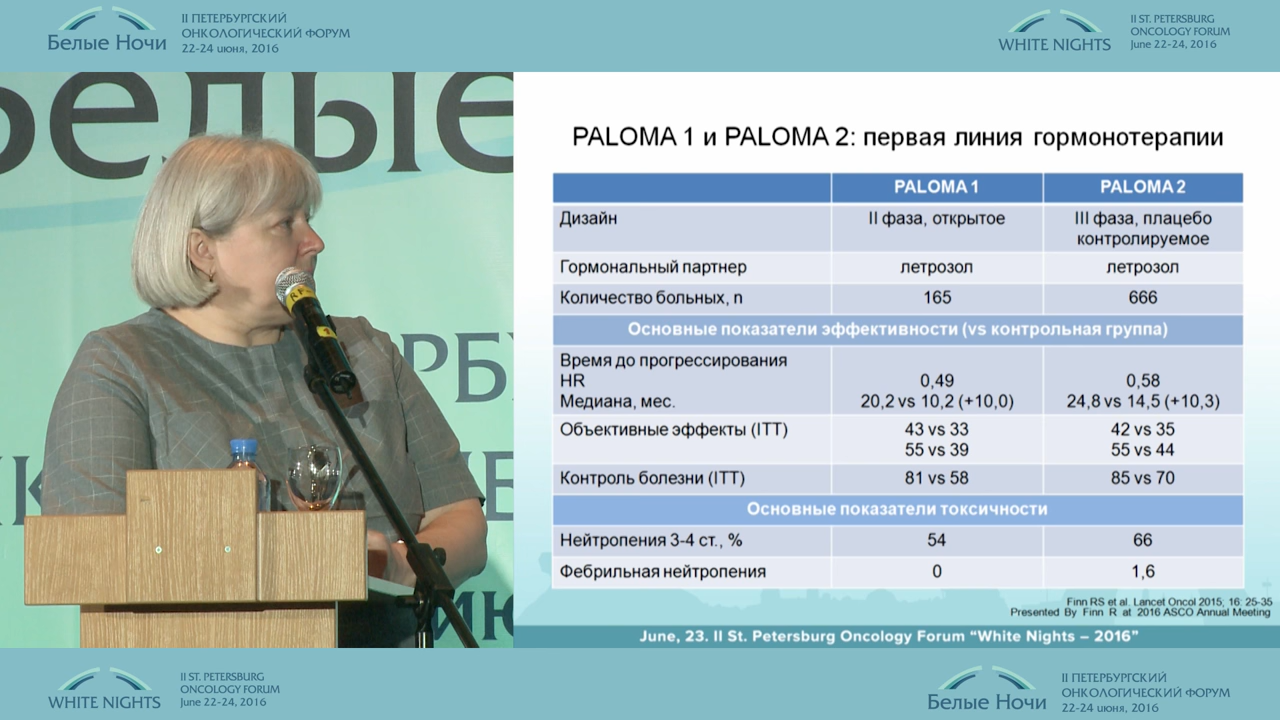 II ПЕТЕРБУРГСКИЙ
ОНКОЛОГИЧЕСКИЙ ФОРУМ
22-24 июня, 2016
Белые Ночи
WHITE NIGHTS
II ST. PETERSBURG
ONCOLOGY FORUM
June 22-24, 2016
PALOMA 1 и PALOMA 2: первая линия гормонотерапии
PALOMA 1 PALOMA 2
Дизайн II фаза, открытое III фаза, плацебо
контролируемое
Гормональный партнер летрозол летрозол
Количество больных, n 165 666
Основные показатели эффективности (vs контрольная группа)
Время до прогрессирования
HR 0,49 0,58
Медиана, мес. 20,2 vs 10,2 (+10,0) 24,8 vs 14,5 (+10,3)
Объективные эффекты (ITT) 43 vs 33 42 vs 35
55 vs 39 55 vs 44
Контроль болезни (ITT) 81 vs 58 85 vs 70
Основные показатели токсичности
Нейтропения 3-4 ст., % 54 66
Фебрильная нейтропения 0 1,6
Finn RS et al. Lancet Oncol 2015; 16: 25-35
Presented By Finn R at 2016 ASCO Annual Meeting
June, 23. II St. Petersburg Oncology Forum “White Nights – 2016”
WHITE NIGHTS
II ST. PETERSBURG
ONCOLOGY FORUM
June 22-24, 2016
Белые Ночи
II ПЕТЕРБУРГСКИЙ
ОНКОЛОГИЧЕСКИЙ ФОРУМ
22-24 июня, 2016